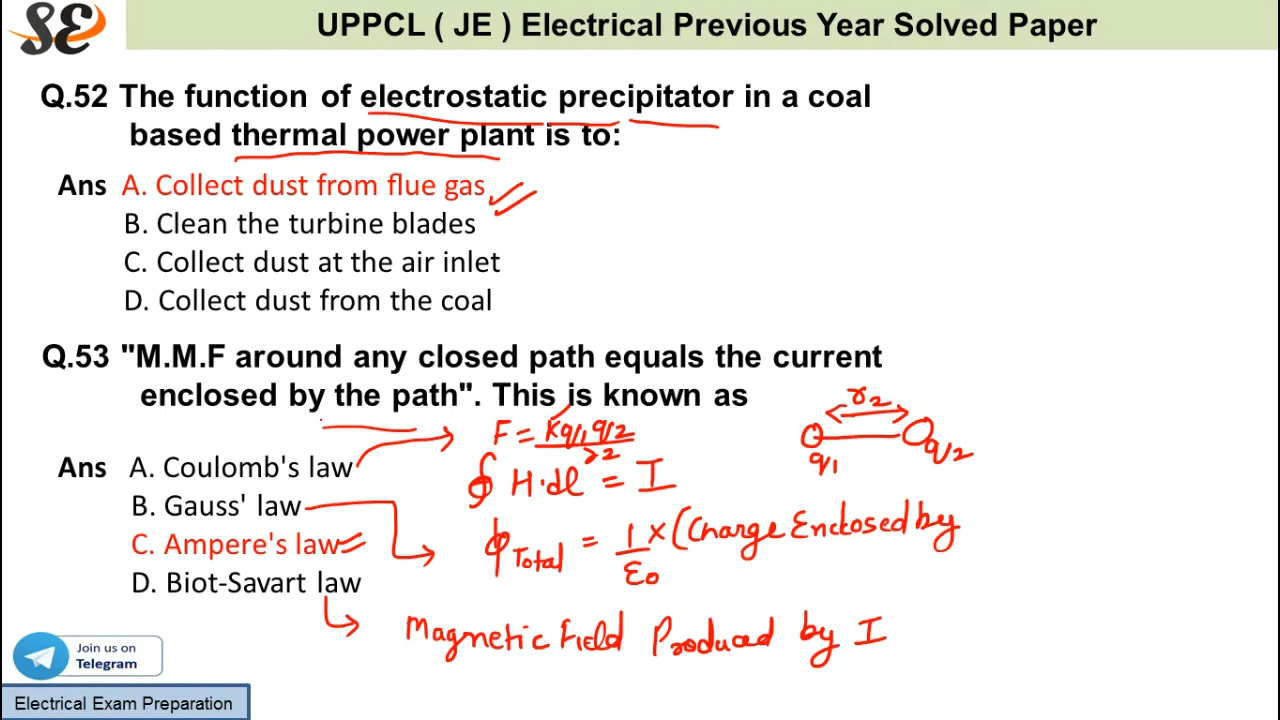 SE
UPPCL ( JE ) Electrical Previous Year Solved Paper
Q.52 The function of electrostatic precipitator in a coal
based thermal power plant is to:
Ans A. Collect dust from flue gas
B. Clean the turbine blades
C. Collect dust at the air inlet
D. Collect dust from the coal
Q.53 "M.M.F around any closed path equals the current
enclosed by the path". This is known as
r2
F = Kq1q2
r2
q1 q2
Ans A. Coulomb's law
∮ H.dl = I
B. Gauss' law
C. Ampere's law
ϕTotal = 1/ε0 × (Charge Enclosed by
D. Biot-Savart law
Magnetic Field Produced by I
Join us on
Telegram
Electrical Exam Preparation